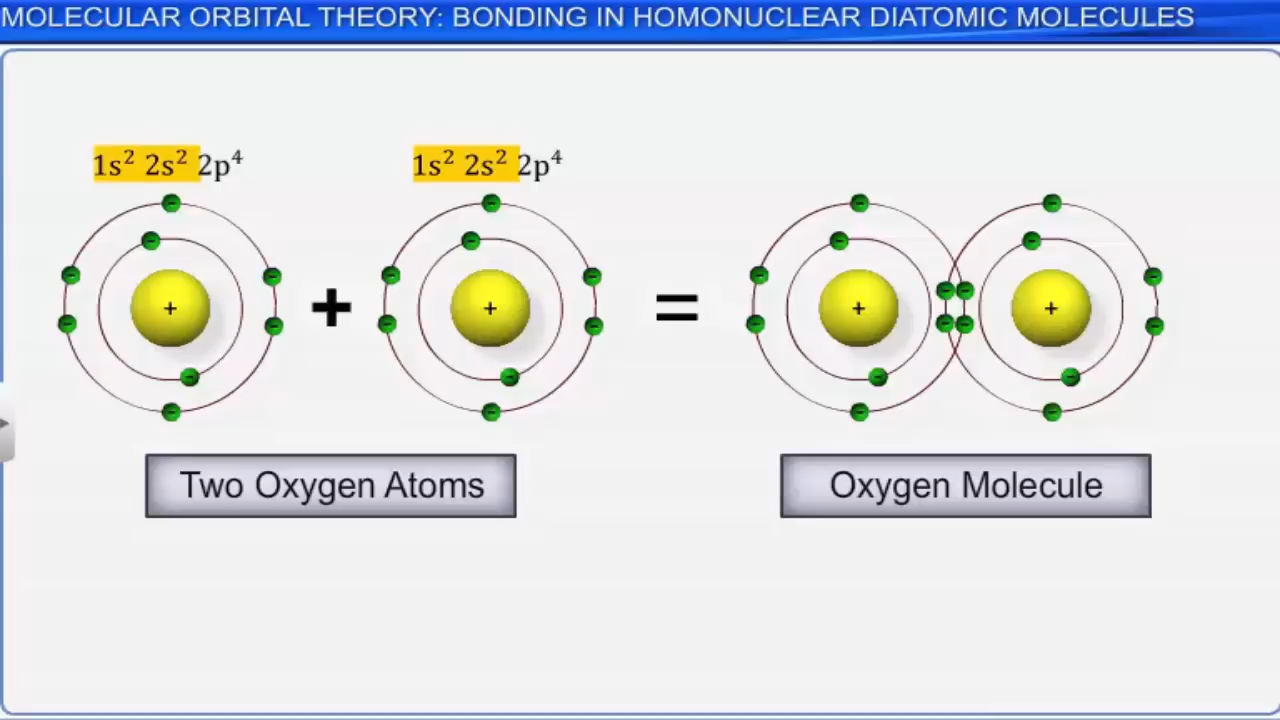 MOLECULAR ORBITAL THEORY: BONDING IN HOMONUCLEAR DIATOMIC MOLECULES
1s² 2s² 2p⁴ 1s² 2s² 2p⁴
+ =
Two Oxygen Atoms Oxygen Molecule